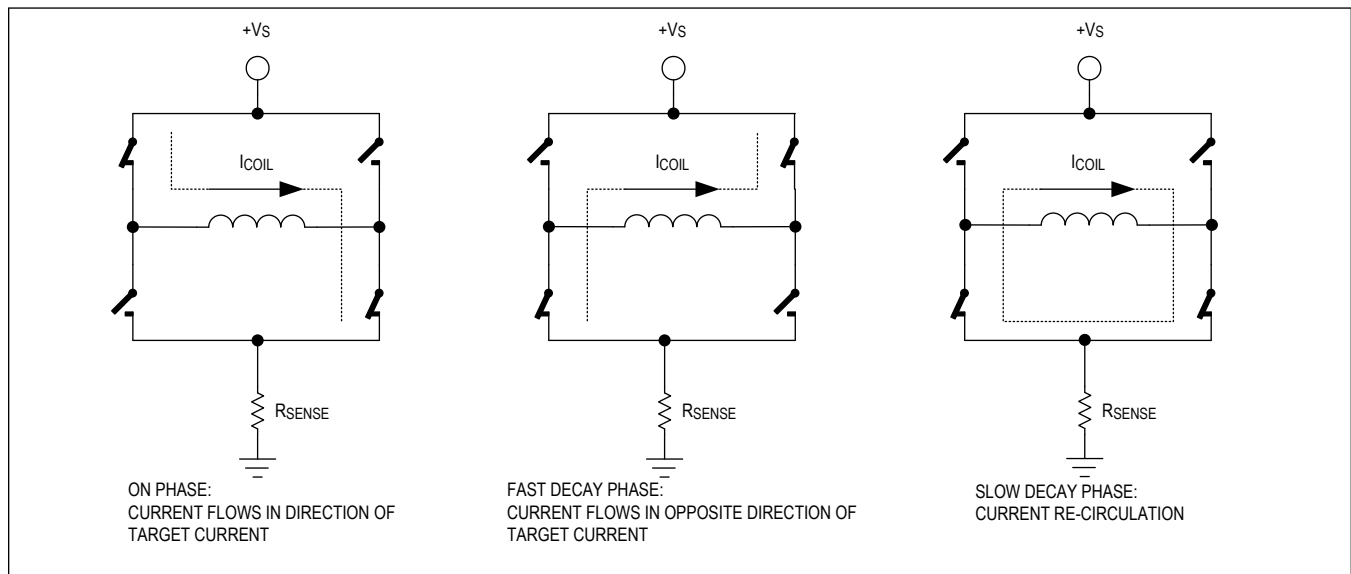 +VS
ICOIL
RSENSE
ON PHASE:
CURRENT FLOWS IN DIRECTION OF
TARGET CURRENT
+VS
ICOIL
RSENSE
FAST DECAY PHASE:
CURRENT FLOWS IN OPPOSITE DIRECTION OF
TARGET CURRENT
+VS
ICOIL
RSENSE
SLOW DECAY PHASE:
CURRENT RE-CIRCULATION